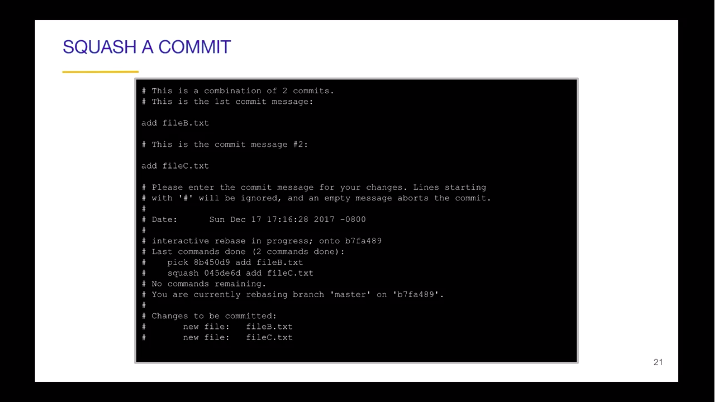 SQUASH A COMMIT
# This is a combination of 2 commits.
# This is the 1st commit message:
add fileB.txt
# This is the commit message #2:
add fileC.txt
# Please enter the commit message for your changes. Lines starting
# with '#' will be ignored, and an empty message aborts the commit.
#
# Date:      Sun Dec 17 17:16:28 2017 -0800
#
# interactive rebase in progress; onto b7fa489
# Last commands done (2 commands done):
#    pick 8b450d9 add fileB.txt
#    squash 045de6d add fileC.txt
# No commands remaining.
# You are currently rebasing branch 'master' on 'b7fa489'.
#
# Changes to be committed:
#       new file:   fileB.txt
#       new file:   fileC.txt
21